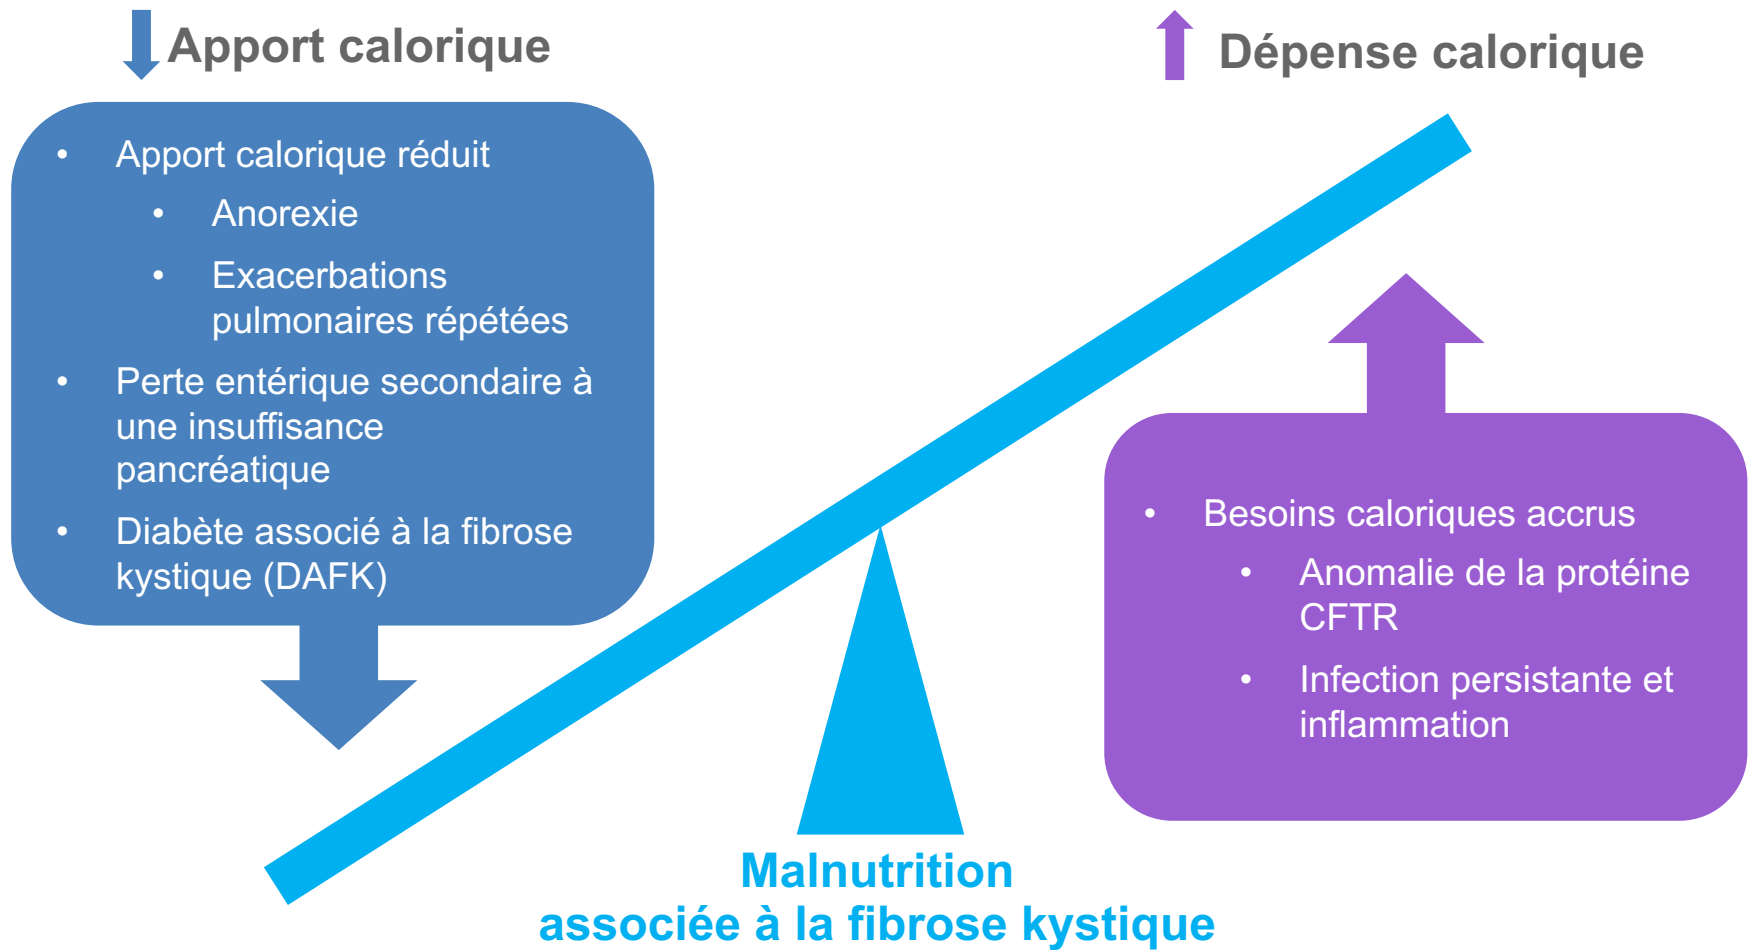 Apport calorique
• Apport calorique réduit
• Anorexie
• Exacerbations
pulmonaires répétées
• Perte entérique secondaire à
une insuffisance
pancréatique
• Diabète associé à la fibrose
kystique (DAFK)
Dépense calorique
• Besoins caloriques accrus
• Anomalie de la protéine
CFTR
• Infection persistante et
inflammation
Malnutrition
associée à la fibrose kystique